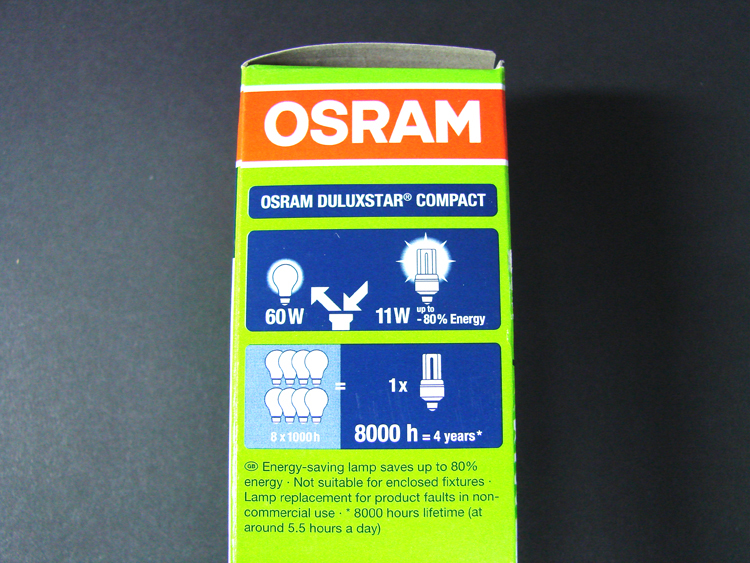 OSRAM
OSRAM DULUXSTAR® COMPACT
60W
11W up to - 80% Energy
8 x 1000 h
=
1x
8000 h = 4 years*
GB Energy-saving lamp saves up to 80%
energy · Not suitable for enclosed fixtures ·
Lamp replacement for product faults in non-
commercial use · * 8000 hours lifetime (at
around 5.5 hours a day)